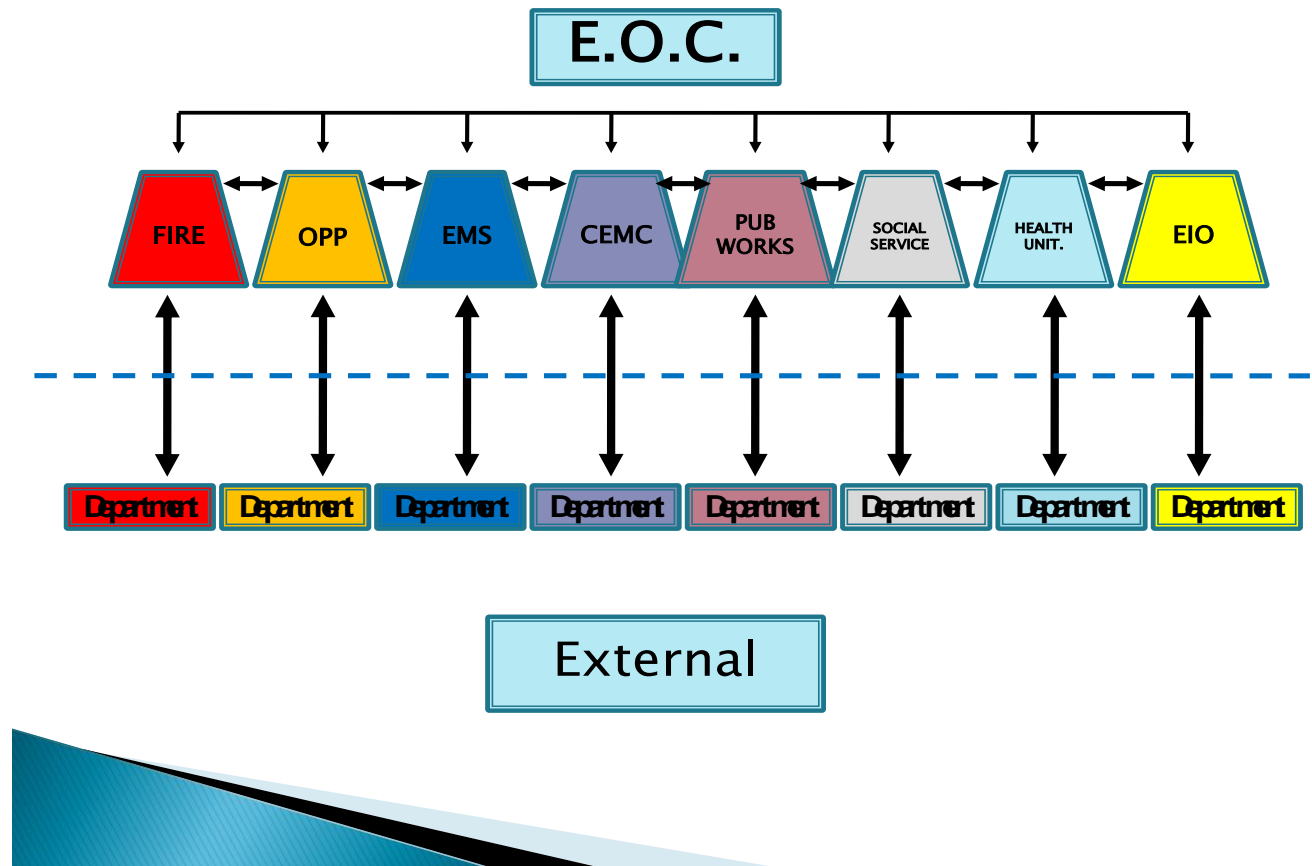 E.O.C.
FIRE
OPP
EMS
CEMC
PUB
WORKS
SOCIAL
SERVICE
HEALTH
UNIT.
EIO
Department
Department
Department
Department
Department
Department
Department
Department
External